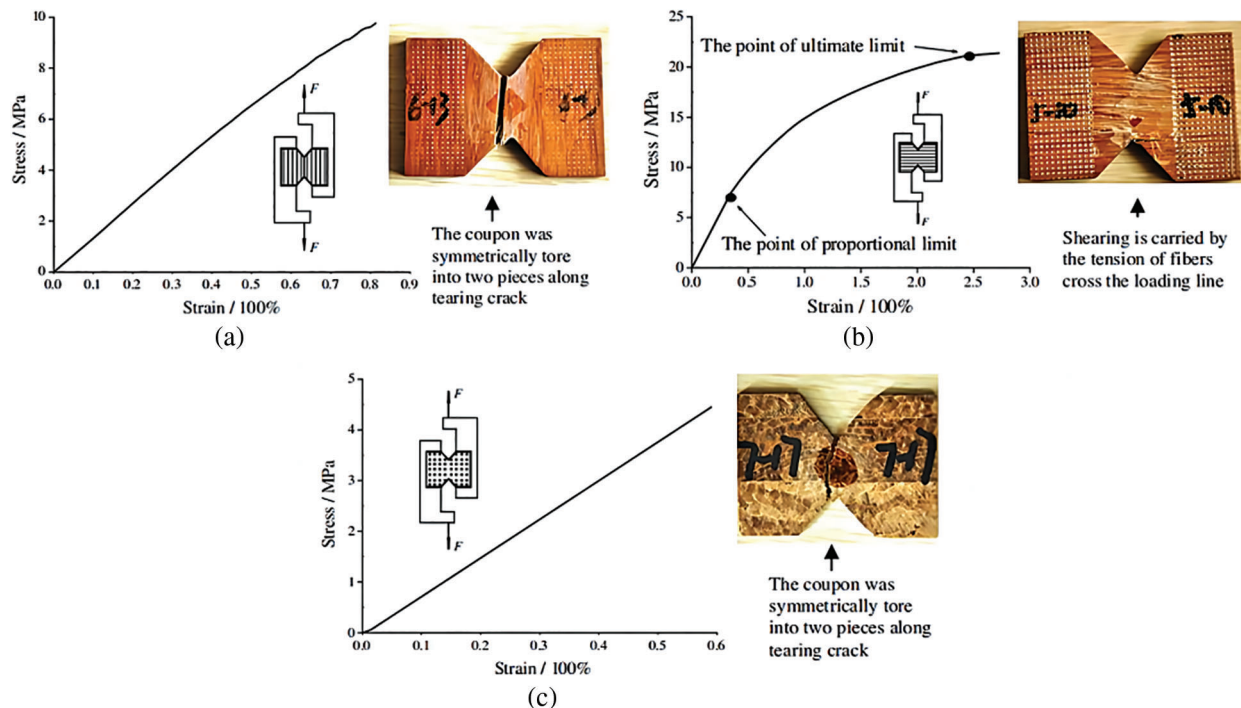 10
8
6
4
2
0
Stress / MPa
0.0 0.1 0.2 0.3 0.4 0.5 0.6 0.7 0.8 0.9
Strain / 100%
F
F
6-13
The coupon was
symmetrically tore
into two pieces along
tearing crack
(a)
25
20
15
10
5
0
Stress / MPa
0.0 0.5 1.0 1.5 2.0 2.5 3.0
Strain / 100%
The point of ultimate limit
The point of proportional limit
F
F
Shearing is carried by
the tension of fibers
cross the loading line
(b)
5
4
3
2
1
0
Stress / MPa
0.0 0.1 0.2 0.3 0.4 0.5 0.6
Strain / 100%
F
F
7-17 7-17
The coupon was
symmetrically tore
into two pieces along
tearing crack
(c)